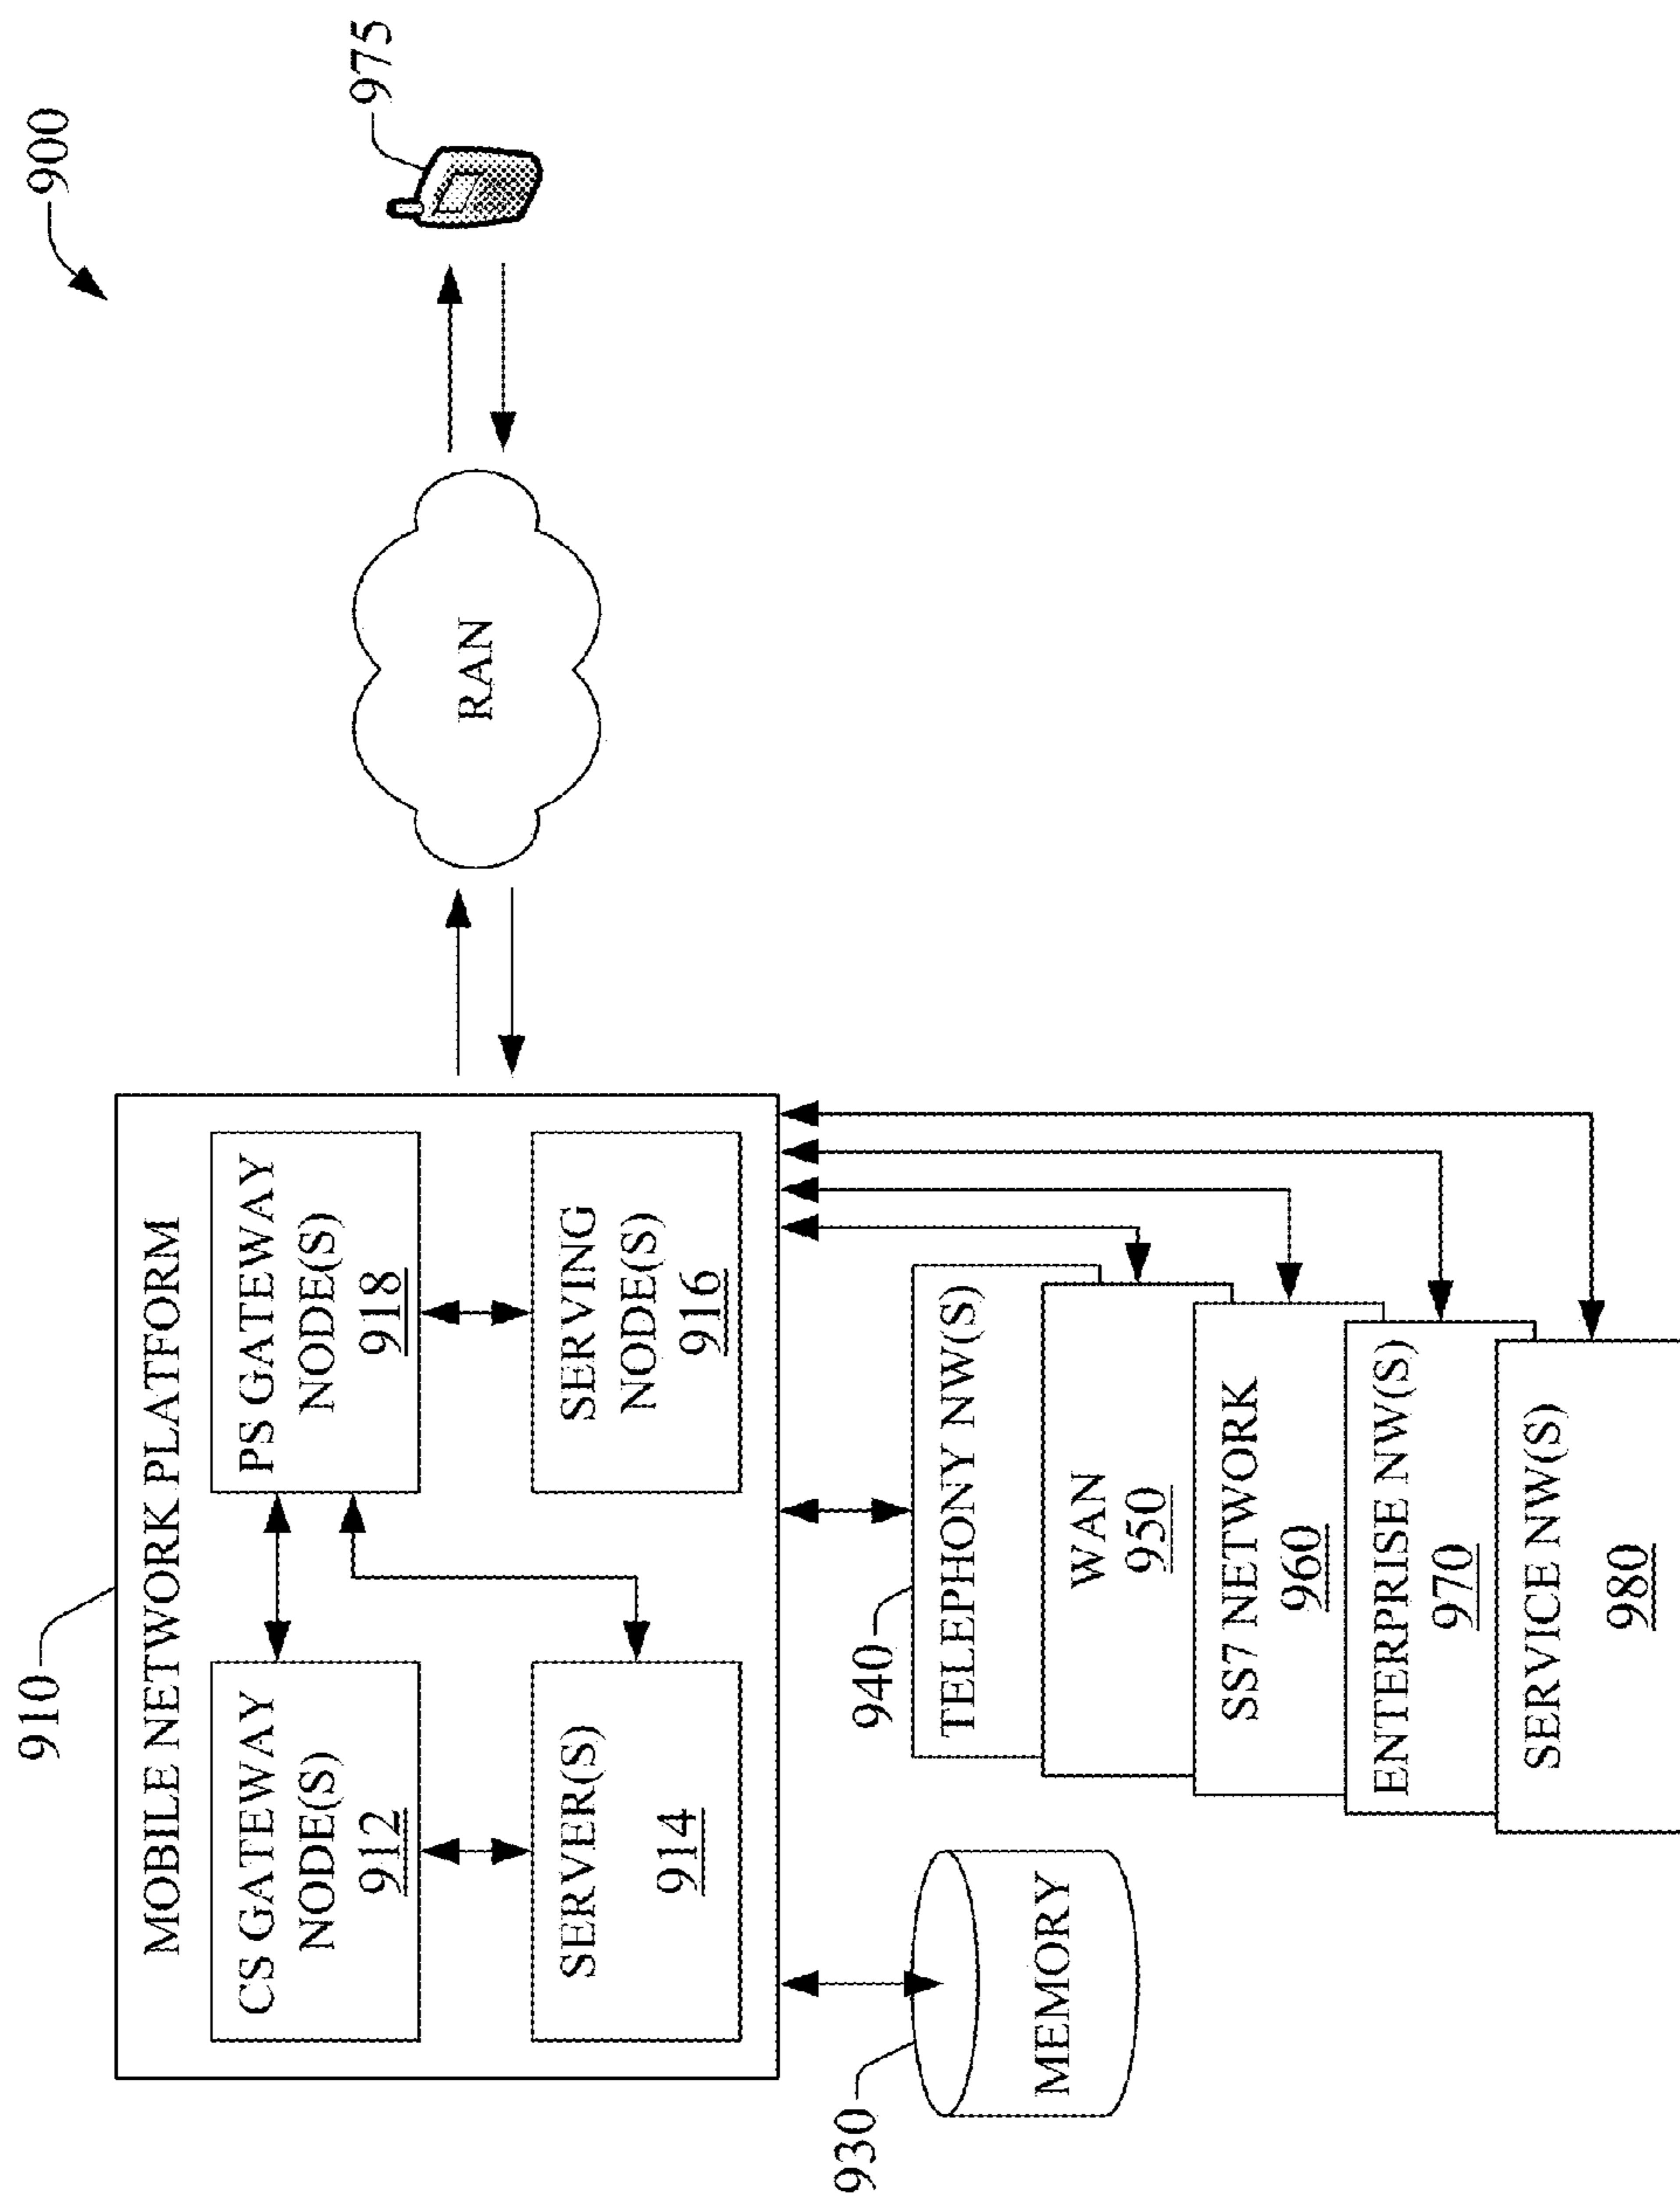 900
910
MOBILE NETWORK PLATFORM
CS GATEWAY
NODE(S)
912
PS GATEWAY
NODE(S)
918
SERVER(S)
914
SERVING
NODE(S)
916
RAN
975
930
MEMORY
940
TELEPHONY NW(S)
WAN
950
SS7 NETWORK
960
ENTERPRISE NW(S)
970
SERVICE NW(S)
980